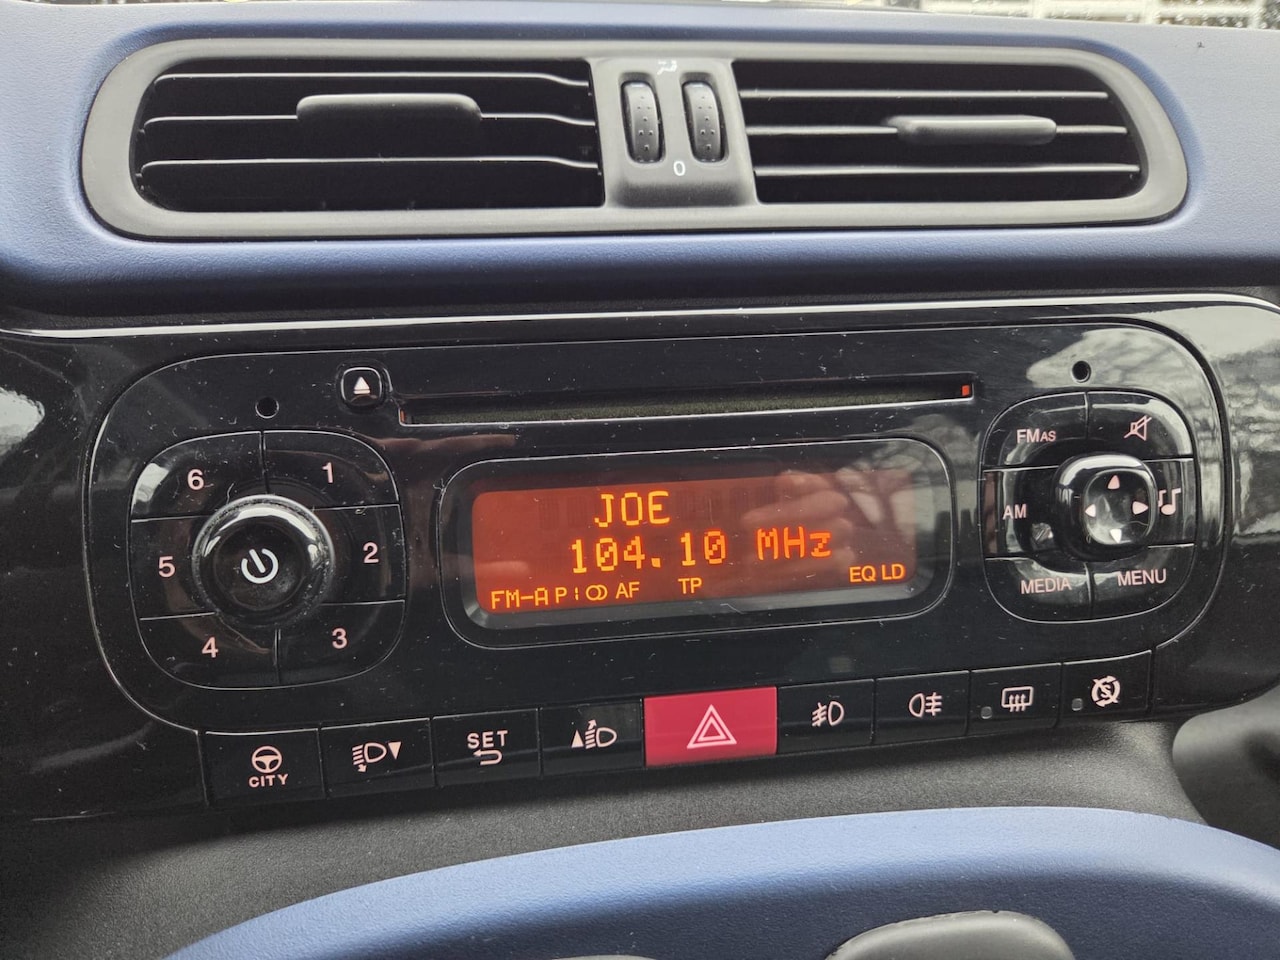 0
6 1
5 2
4 3
JOE
104.10 MHz
EQ LD
FM-A P AF TP
FMAS
AM
MEDIA
MENU
CITY
SET